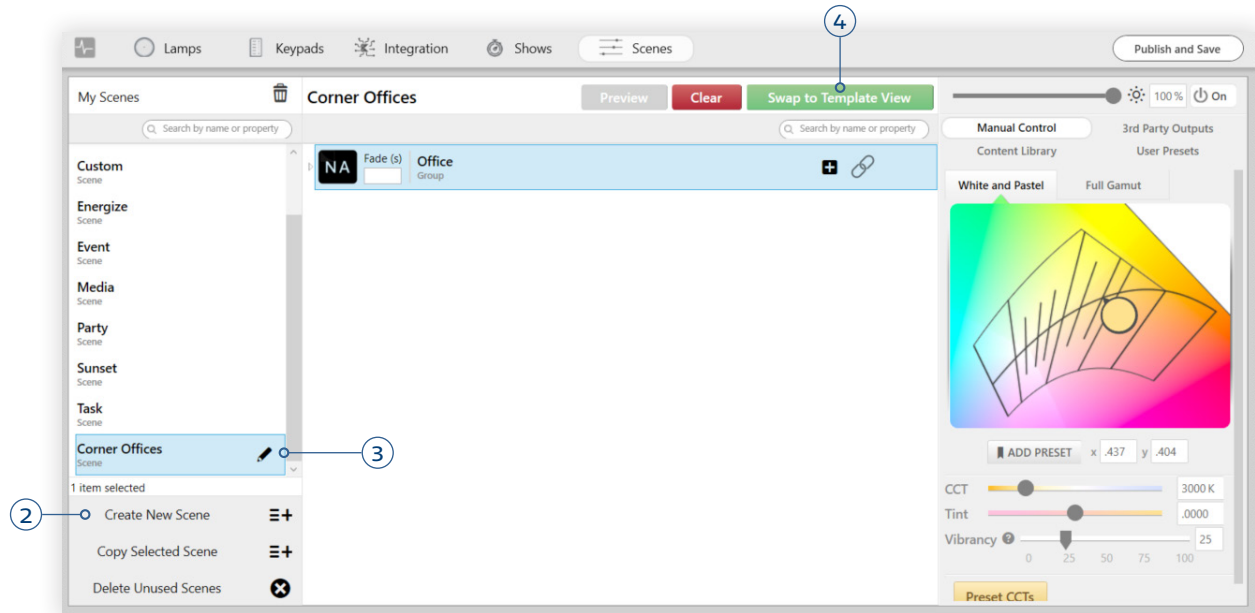 4
Lamps
Keypads
Integration
Shows
Scenes
Publish and Save
My Scenes
Search by name or property
Custom
Scene
Energize
Scene
Event
Scene
Media
Scene
Party
Scene
Sunset
Scene
Task
Scene
Corner Offices
Scene
3
1 item selected
2
Create New Scene
Copy Selected Scene
Delete Unused Scenes
Corner Offices
Preview
Clear
Swap to Template View
Search by name or property
NA
Fade (s)
Office
Group
100 %
On
Manual Control
3rd Party Outputs
Content Library
User Presets
White and Pastel
Full Gamut
ADD PRESET
x .437 y .404
CCT
3000 K
Tint
.0000
Vibrancy ?
25
0 25 50 75 100
Preset CCTs